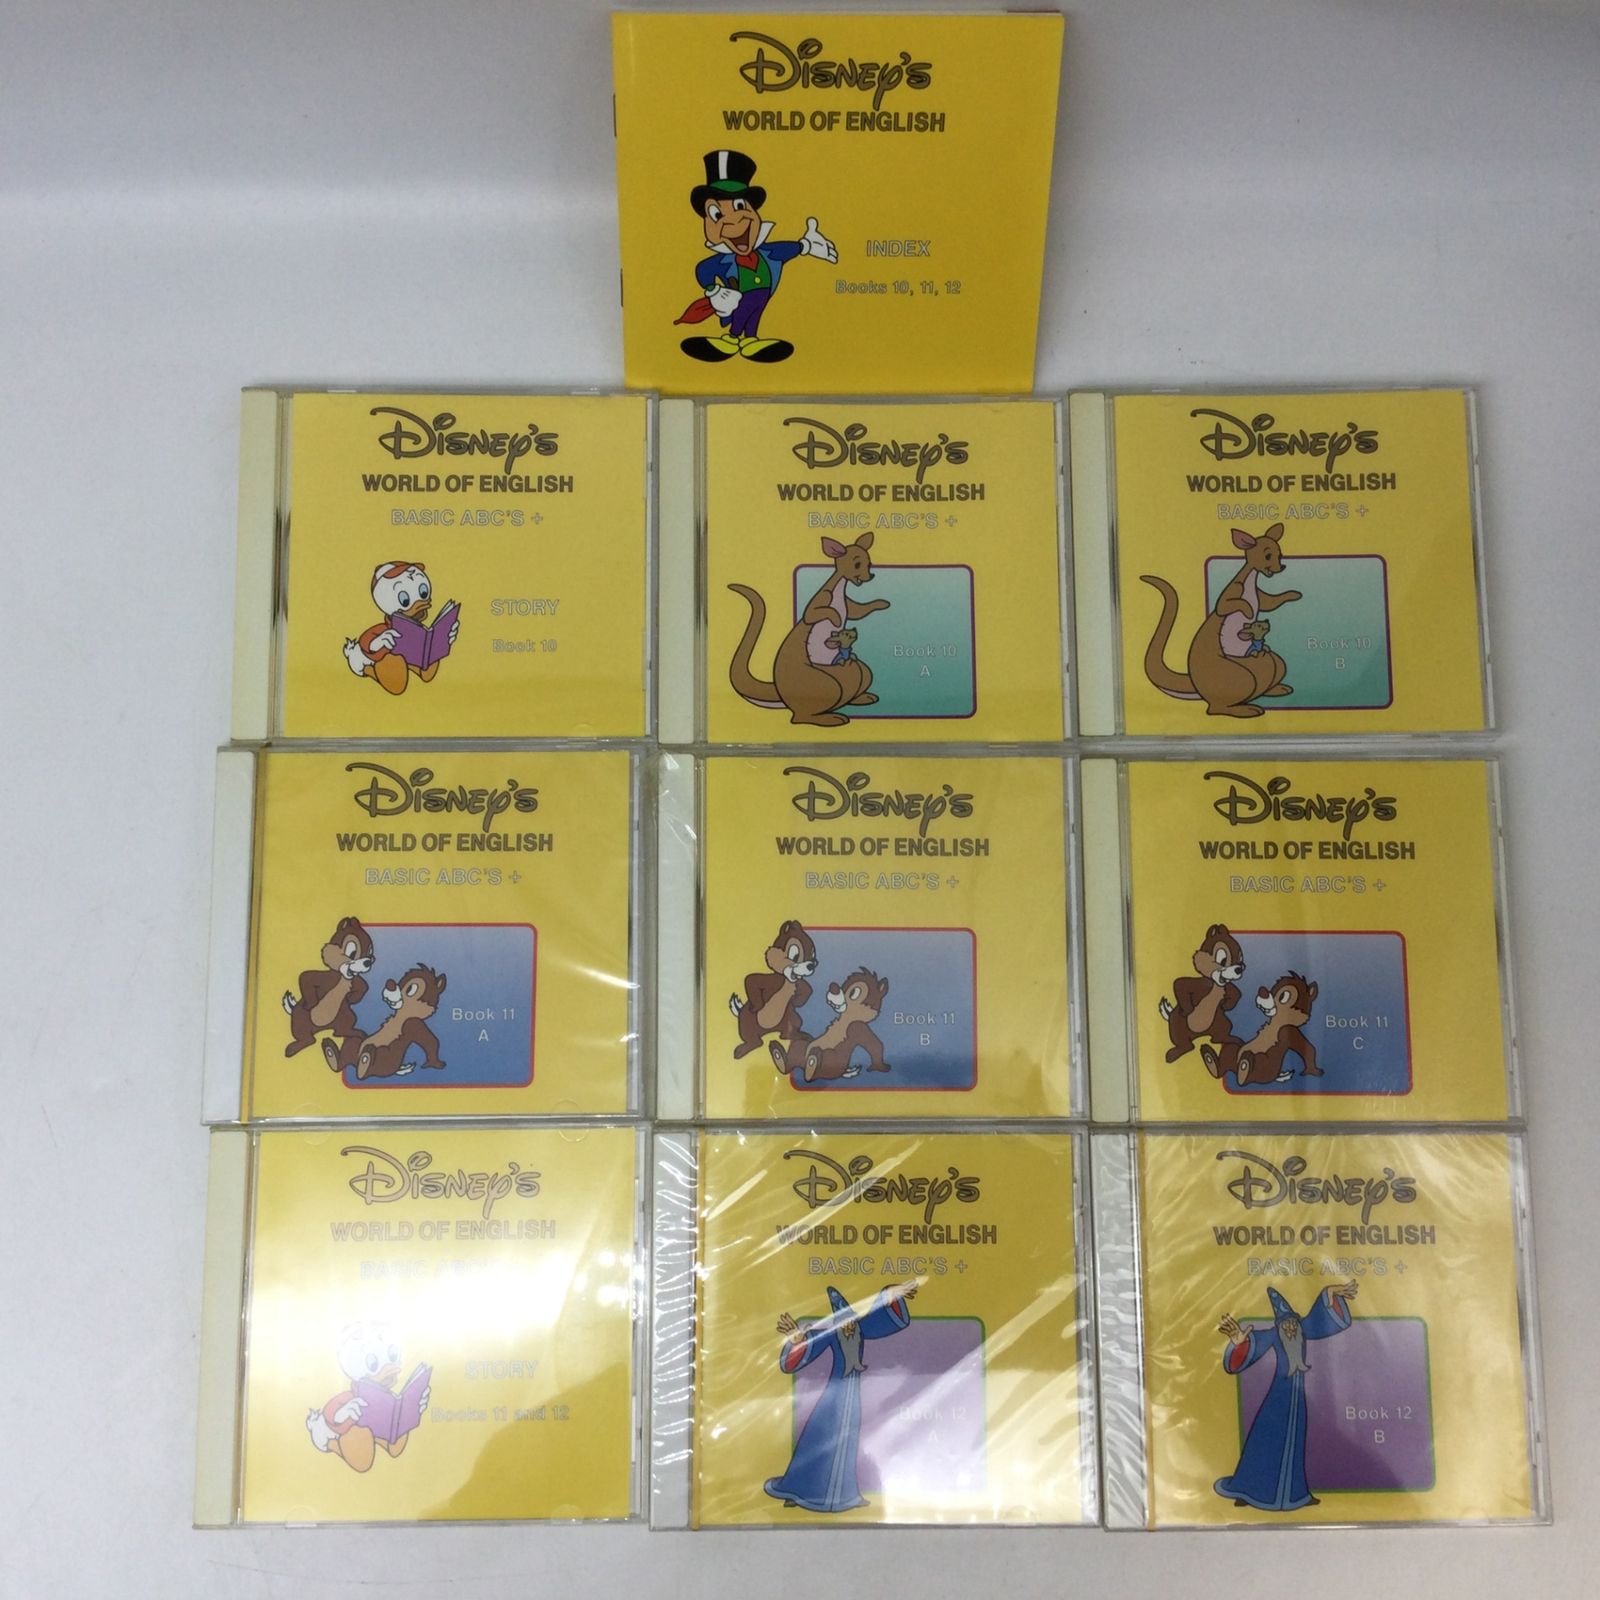 Disney's
WORLD OF ENGLISH
INDEX
Books 10, 11, 12
Disney's
WORLD OF ENGLISH
BASIC ABC'S +
STORY
Book 10
Disney's
WORLD OF ENGLISH
BASIC ABC'S +
Book 10
A
Disney's
WORLD OF ENGLISH
BASIC ABC'S +
Book 10
B
Disney's
WORLD OF ENGLISH
BASIC ABC'S +
Book 11
A
Disney's
WORLD OF ENGLISH
BASIC ABC'S +
Book 11
B
Disney's
WORLD OF ENGLISH
BASIC ABC'S +
Book 11
C
Disney's
WORLD OF ENGLISH
BASIC ABC'S +
STORY
Books 11 and 12
Disney's
WORLD OF ENGLISH
BASIC ABC'S +
Book 12
A
Disney's
WORLD OF ENGLISH
BASIC ABC'S +
Book 12
B